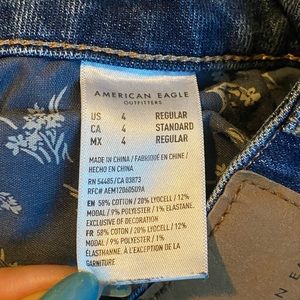 AMERICAN EAGLE
OUTFITTERS
US 4 REGULAR
CA 4 STANDARD
MX 4 REGULAR
MADE IN CHINA / FABRIQUÉ EN CHINE /
HECHO EN CHINA
RN 54485/CA 03873
RFC# AEM12060509A
EN: 58% COTTON / 20% LYOCELL / 12%
MODAL / 9% POLYESTER / 1% ELASTANE.
EXCLUSIVE OF DECORATION
FR: 58% COTON / 20% LYOCELL / 12%
MODAL / 9% POLYESTER / 1%
ÉLASTHANNE. À L'EXCEPTION DE LA
GARNITURE